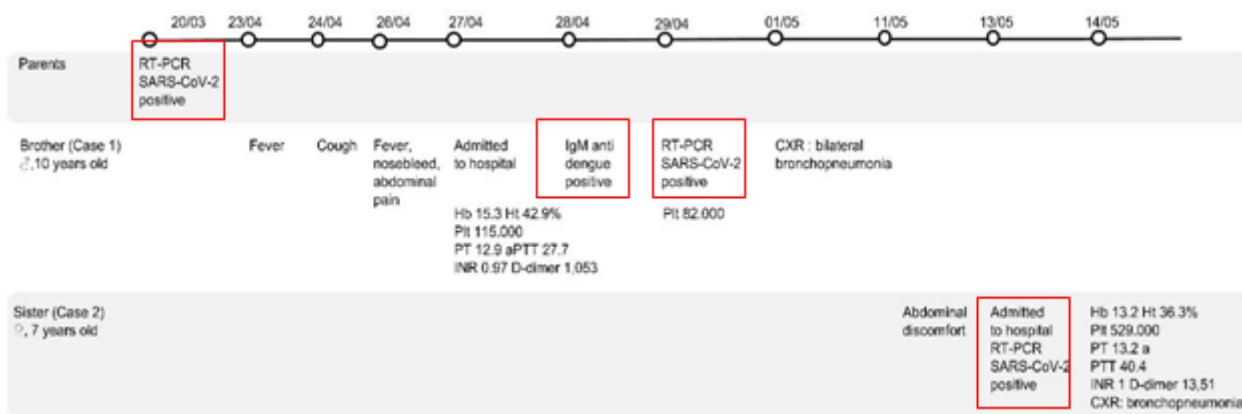 20/03 23/04 24/04 26/04 27/04 28/04 29/04 01/05 11/05 13/05 14/05
Parents
RT-PCR
SARS-CoV-2
positive
Brother (Case 1)
♂,10 years old
Fever
Cough
Fever,
nosebleed,
abdominal
pain
Admitted
to hospital
Hb 15.3 Ht 42.9%
Plt 115.000
PT 12.9 aPTT 27.7
INR 0.97 D-dimer 1,053
IgM anti
dengue
positive
RT-PCR
SARS-CoV-2
positive
Plt 82.000
CXR : bilateral
bronchopneumonia
Sister (Case 2)
♀, 7 years old
Abdominal
discomfort
Admitted
to hospital
RT-PCR
SARS-CoV-2
positive
Hb 13.2 Ht 36.3%
Plt 529.000
PT 13.2 a
PTT 40.4
INR 1 D-dimer 13,51
CXR: bronchopneumonia